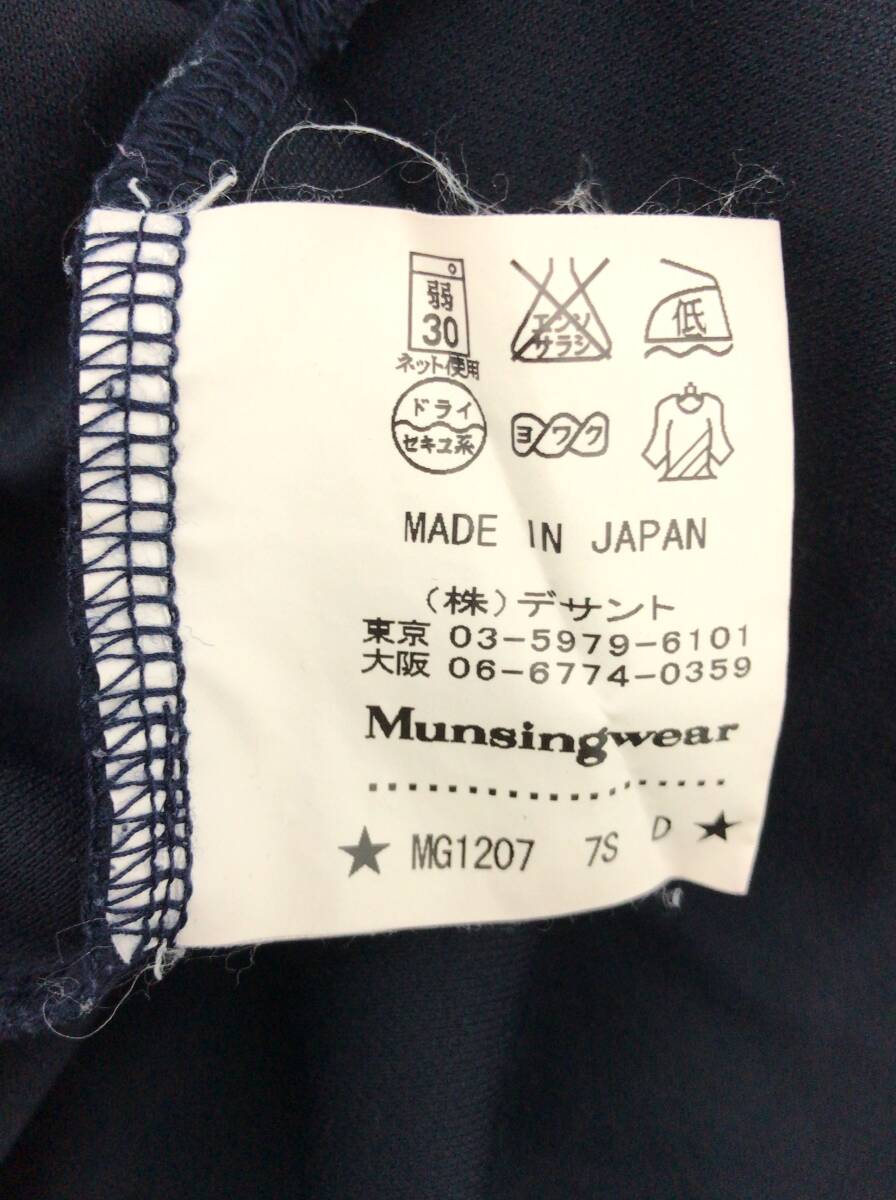 弱
30
ネット使用
エンソ
サラシ
低
ドライ
セキユ系
ヨワク
MADE IN JAPAN
(株)デサント
東京 03-5979-6101
大阪 06-6774-0359
Munsingwear
★ MG1207 7S D ★